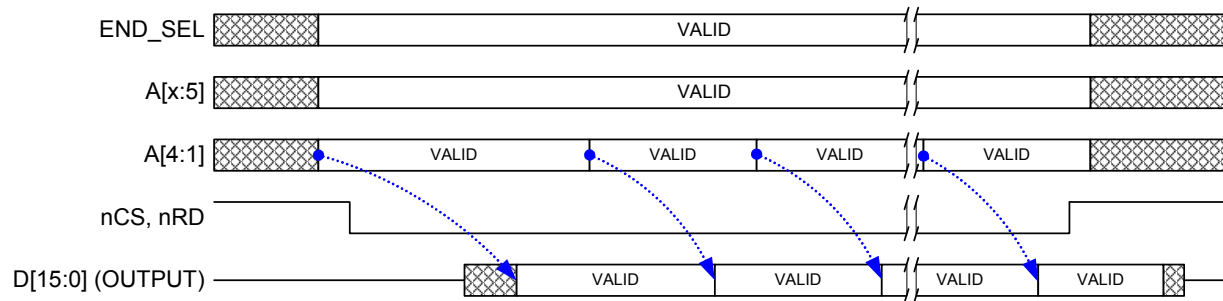 END_SEL VALID
A[x:5] VALID
A[4:1] VALID VALID VALID VALID
nCS, nRD
D[15:0] (OUTPUT) VALID VALID VALID VALID